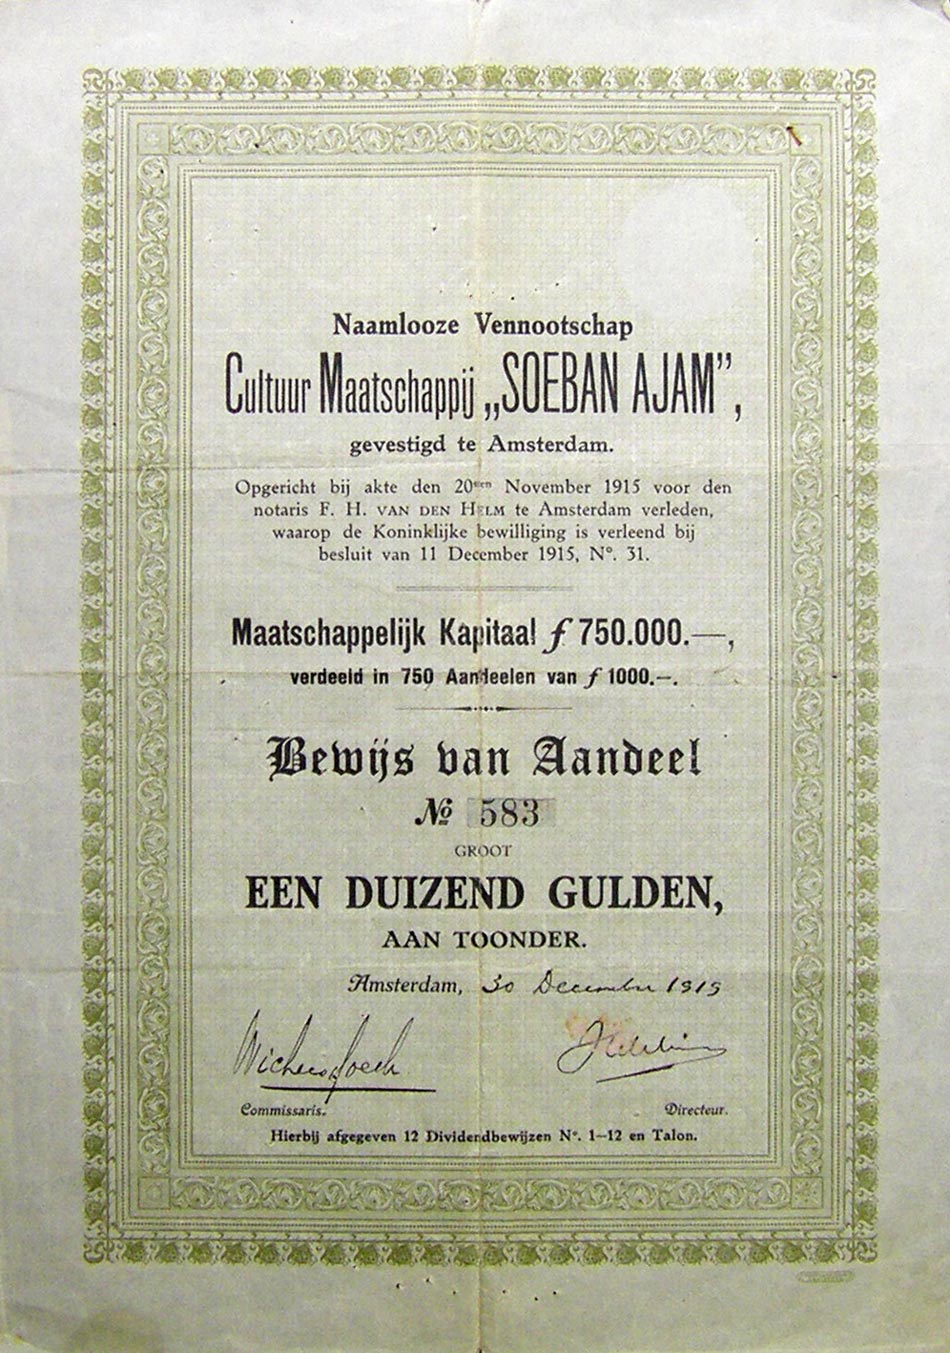 Naamlooze Vennootschap
Cultuur Maatschappij „SOEBAN AJAM”,
gevestigd te Amsterdam.
Opgericht bij akte den 20sten November 1915 voor den
notaris F. H. VAN DEN HELM te Amsterdam verleden,
waarop de Koninklijke bewilliging is verleend bij
besluit van 11 December 1915, Nº. 31.
Maatschappelijk Kapitaal ƒ 750.000.—,
verdeeld in 750 Aandeelen van ƒ 1000.—.
Bewijs van Aandeel
Nº 583
GROOT
EEN DUIZEND GULDEN,
AAN TOONDER.
Amsterdam, 30 December 1915
Commissaris.
Directeur.
Hierbij afgegeven 12 Dividendbewijzen Nº. 1—12 en Talon.